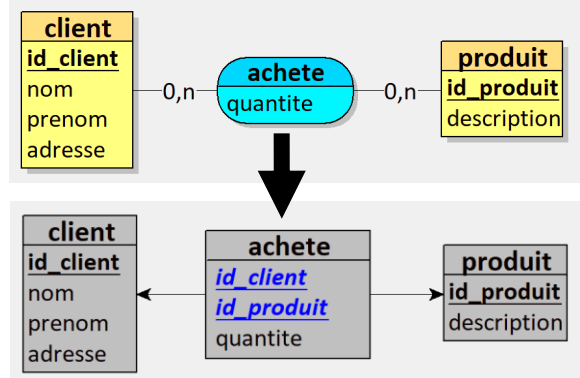 client
id_client
nom
prenom
adresse
0,n
achete
quantite
0,n
produit
id_produit
description
client
id_client
nom
prenom
adresse
achete
id_client
id_produit
quantite
produit
id_produit
description